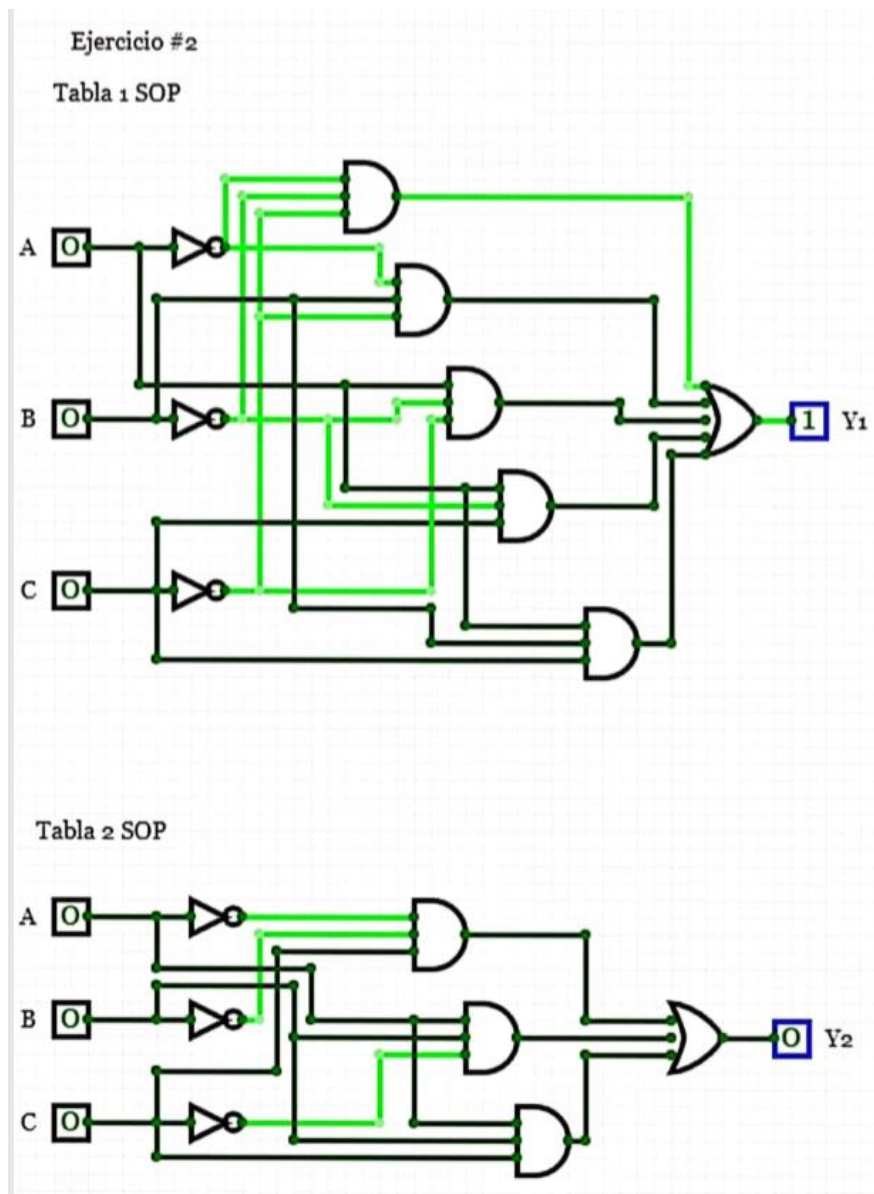 Ejercicio #2
Tabla 1 SOP
A 0
B 0
1 Y1
C 0
Tabla 2 SOP
A 0
B 0
0 Y2
C 0